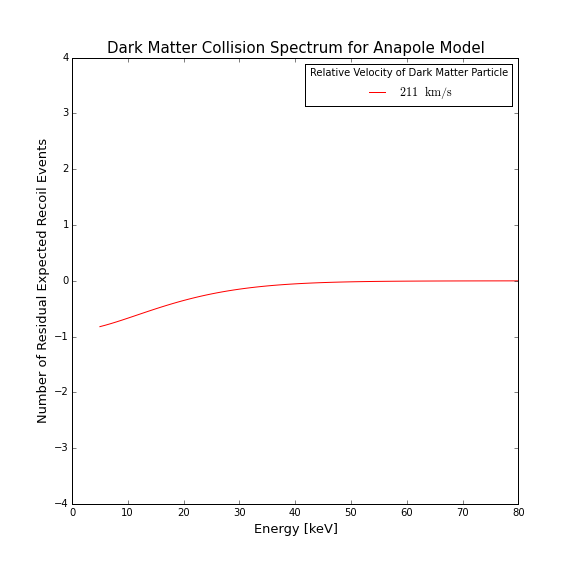 Dark Matter Collision Spectrum for Anapole Model
Relative Velocity of Dark Matter Particle
211 km/s
Number of Residual Expected Recoil Events
4
3
2
1
0
−1
−2
−3
−4
0 10 20 30 40 50 60 70 80
Energy [keV]